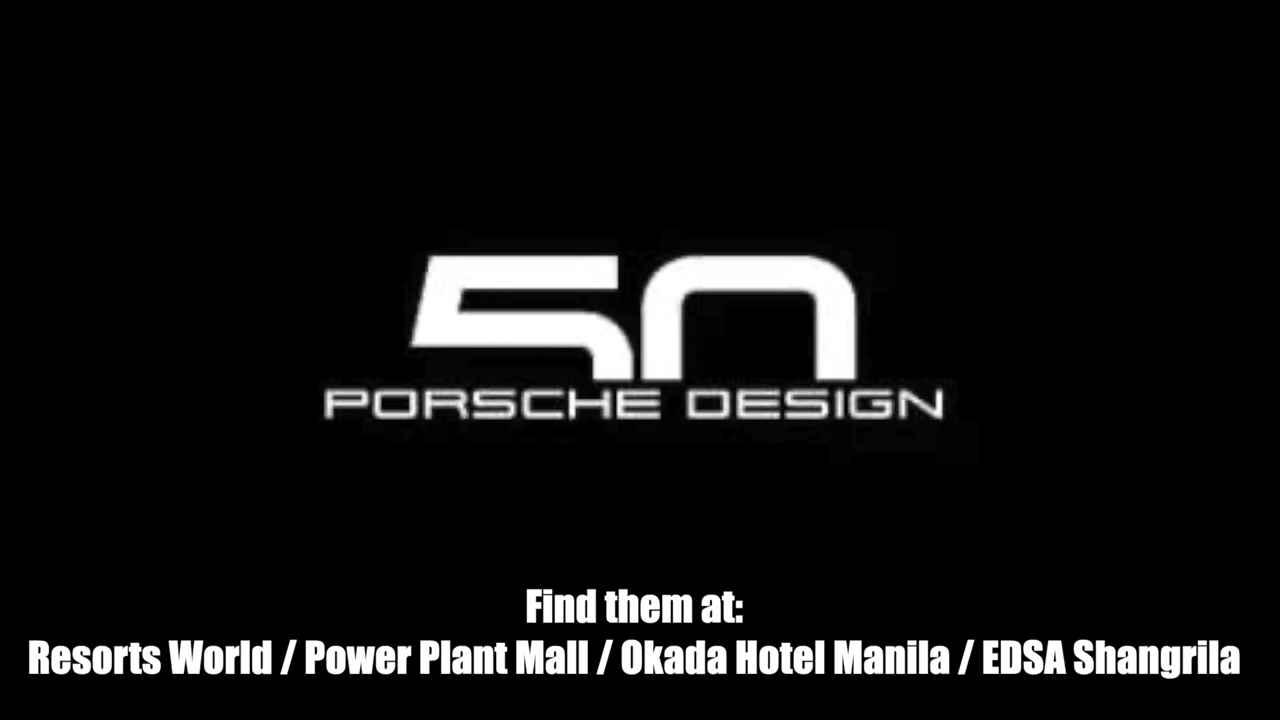 50
PORSCHE DESIGN
Find them at:
Resorts World / Power Plant Mall / Okada Hotel Manila / EDSA Shangrila